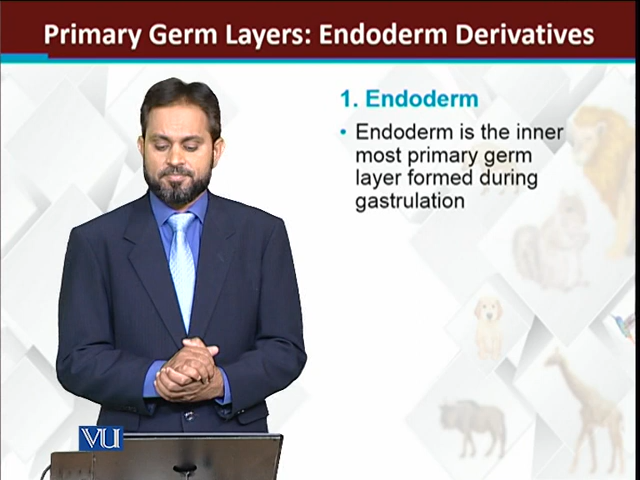 Primary Germ Layers: Endoderm Derivatives
1. Endoderm
• Endoderm is the inner
most primary germ
layer formed during
gastrulation
VU